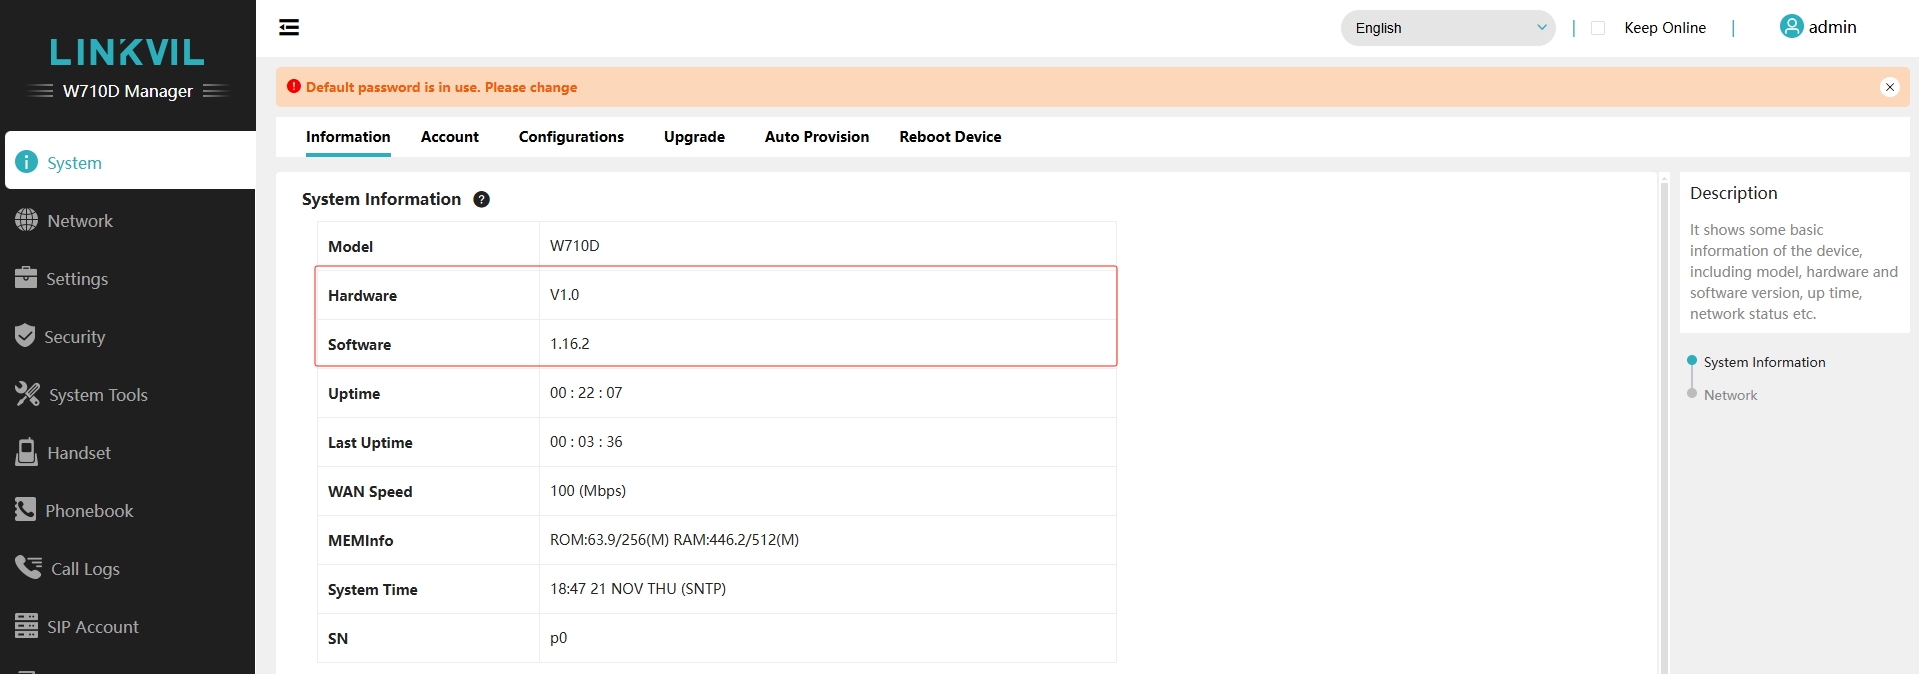 LINKVIL
W710D Manager
English
Keep Online
admin
Default password is in use. Please change
System
Network
Settings
Security
System Tools
Handset
Phonebook
Call Logs
SIP Account
Information Account Configurations Upgrade Auto Provision Reboot Device
System Information
Model W710D
Hardware V1.0
Software 1.16.2
Uptime 00 : 22 : 07
Last Uptime 00 : 03 : 36
WAN Speed 100 (Mbps)
MEMInfo ROM:63.9/256(M) RAM:446.2/512(M)
System Time 18:47 21 NOV THU (SNTP)
SN p0
Description
It shows some basic
information of the device,
including model, hardware and
software version, up time,
network status etc.
System Information
Network